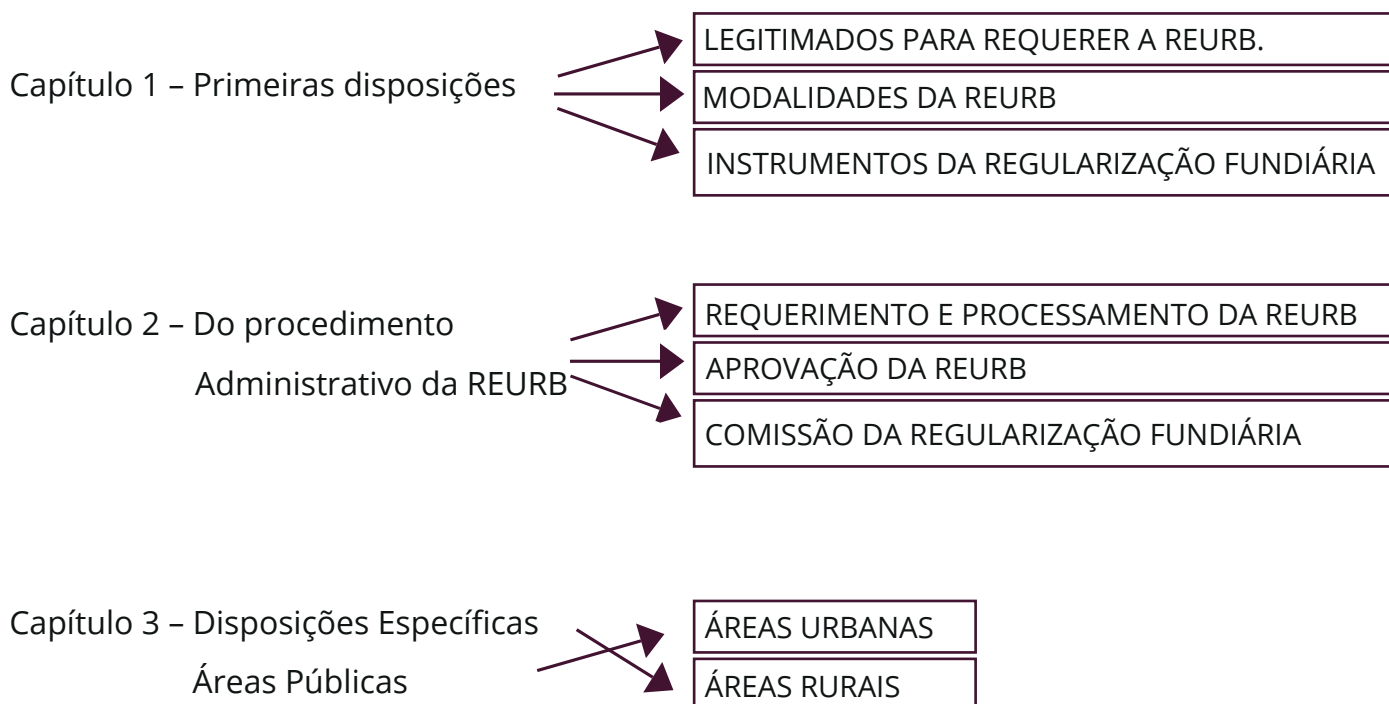 Capítulo 1 – Primeiras disposições
LEGITIMADOS PARA REQUERER A REURB.
MODALIDADES DA REURB
INSTRUMENTOS DA REGULARIZAÇÃO FUNDIÁRIA
Capítulo 2 – Do procedimento
Administrativo da REURB
REQUERIMENTO E PROCESSAMENTO DA REURB
APROVAÇÃO DA REURB
COMISSÃO DA REGULARIZAÇÃO FUNDIÁRIA
Capítulo 3 – Disposições Específicas
Áreas Públicas
ÁREAS URBANAS
ÁREAS RURAIS